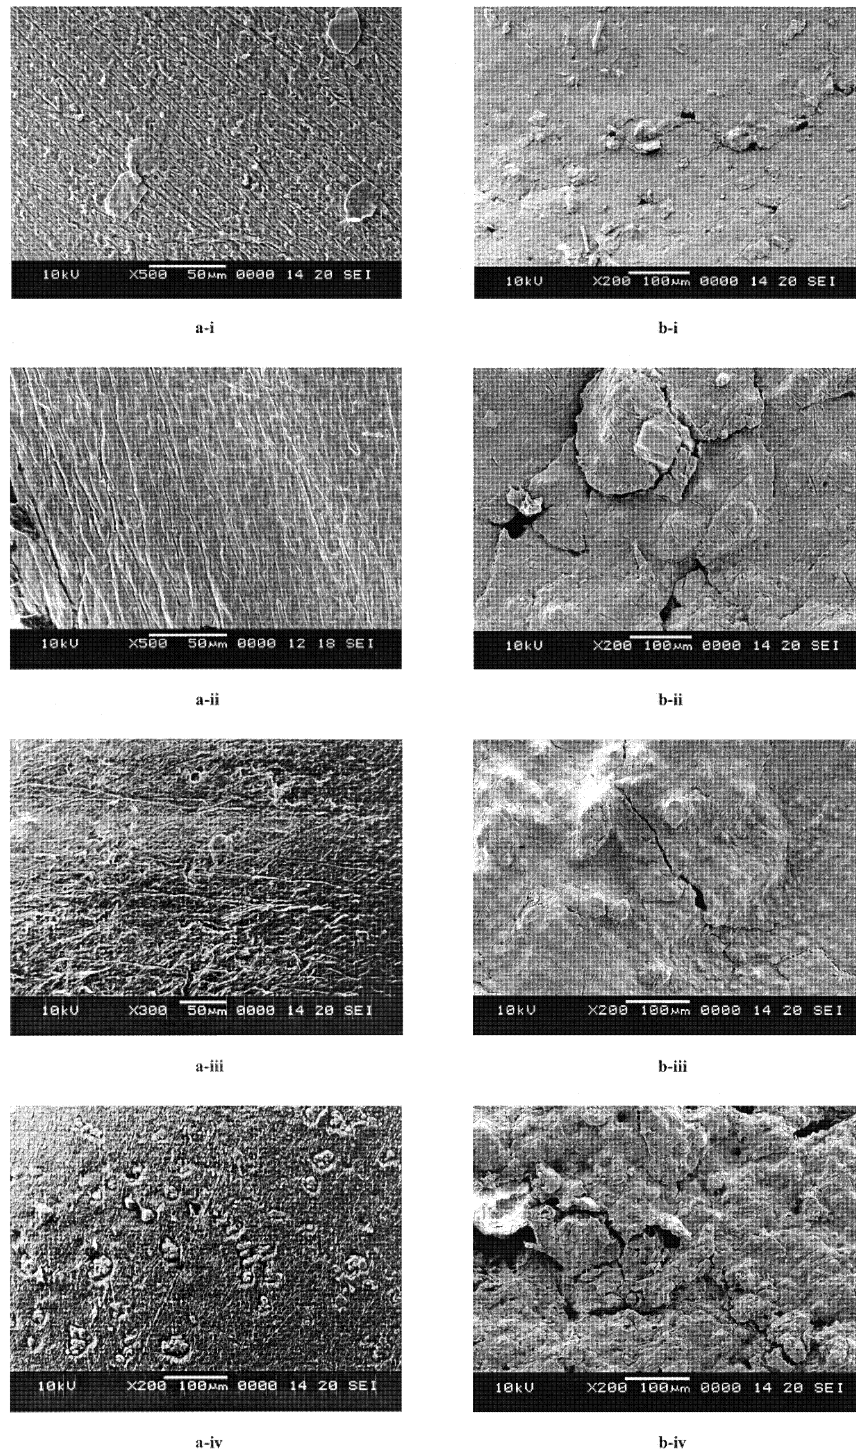 10kV X500 50µm 0000 14 20 SEI
a-i
10kV X200 100µm 0000 14 20 SEI
b-i
10kV X500 50µm 0000 12 18 SEI
a-ii
10kV X200 100µm 0000 14 20 SEI
b-ii
10kV X300 50µm 0000 14 20 SEI
a-iii
10kV X200 100µm 0000 14 20 SEI
b-iii
10kV X200 100µm 0000 14 20 SEI
a-iv
10kV X200 100µm 0000 14 20 SEI
b-iv